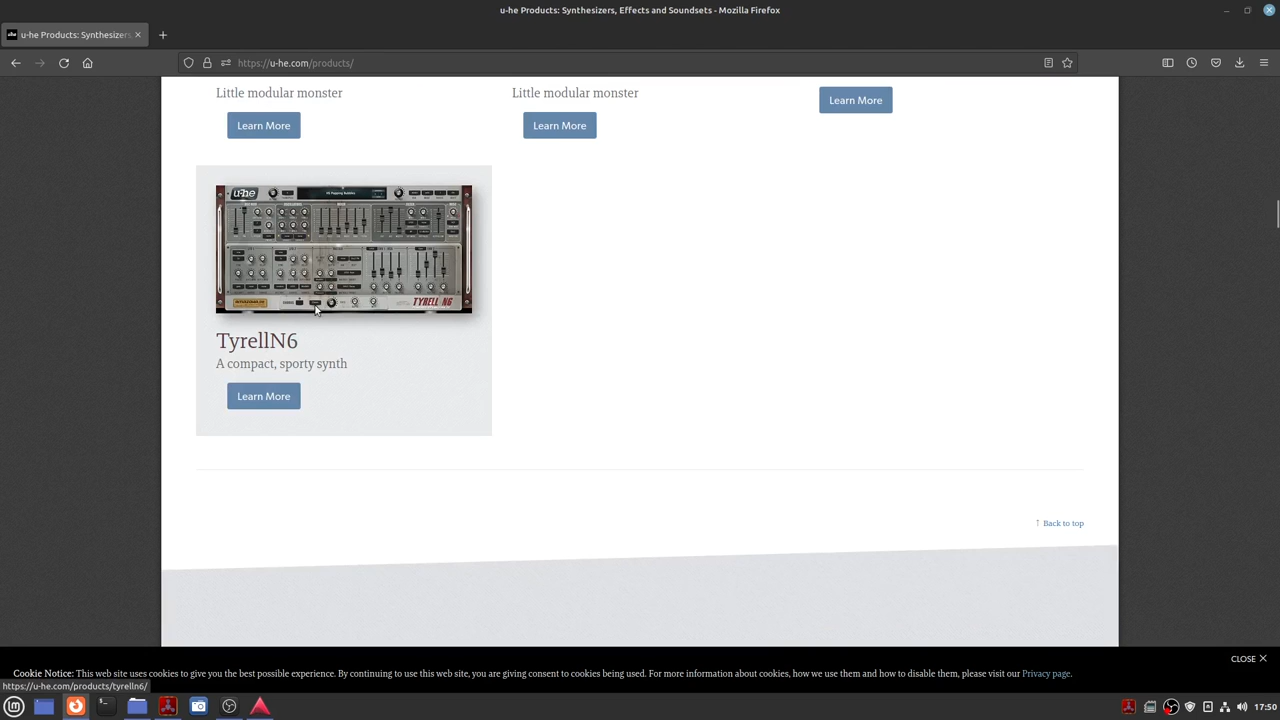 u-he Products: Synthesizers, Effects and Soundsets - Mozilla Firefox
u-he Products: Synthesizers
https://u-he.com/products/
Little modular monster
Little modular monster
Learn More
Learn More
Learn More
u-he
TYRELL N6
TyrellN6
A compact, sporty synth
Learn More
↑ Back to top
CLOSE
Cookie Notice: This web site uses cookies to give you the best possible experience. By continuing to use this web site, you are giving consent to cookies being used. For more information about cookies, how we use them and how to disable them, please visit our Privacy page.
https://u-he.com/products/tyrelln6/
17:50